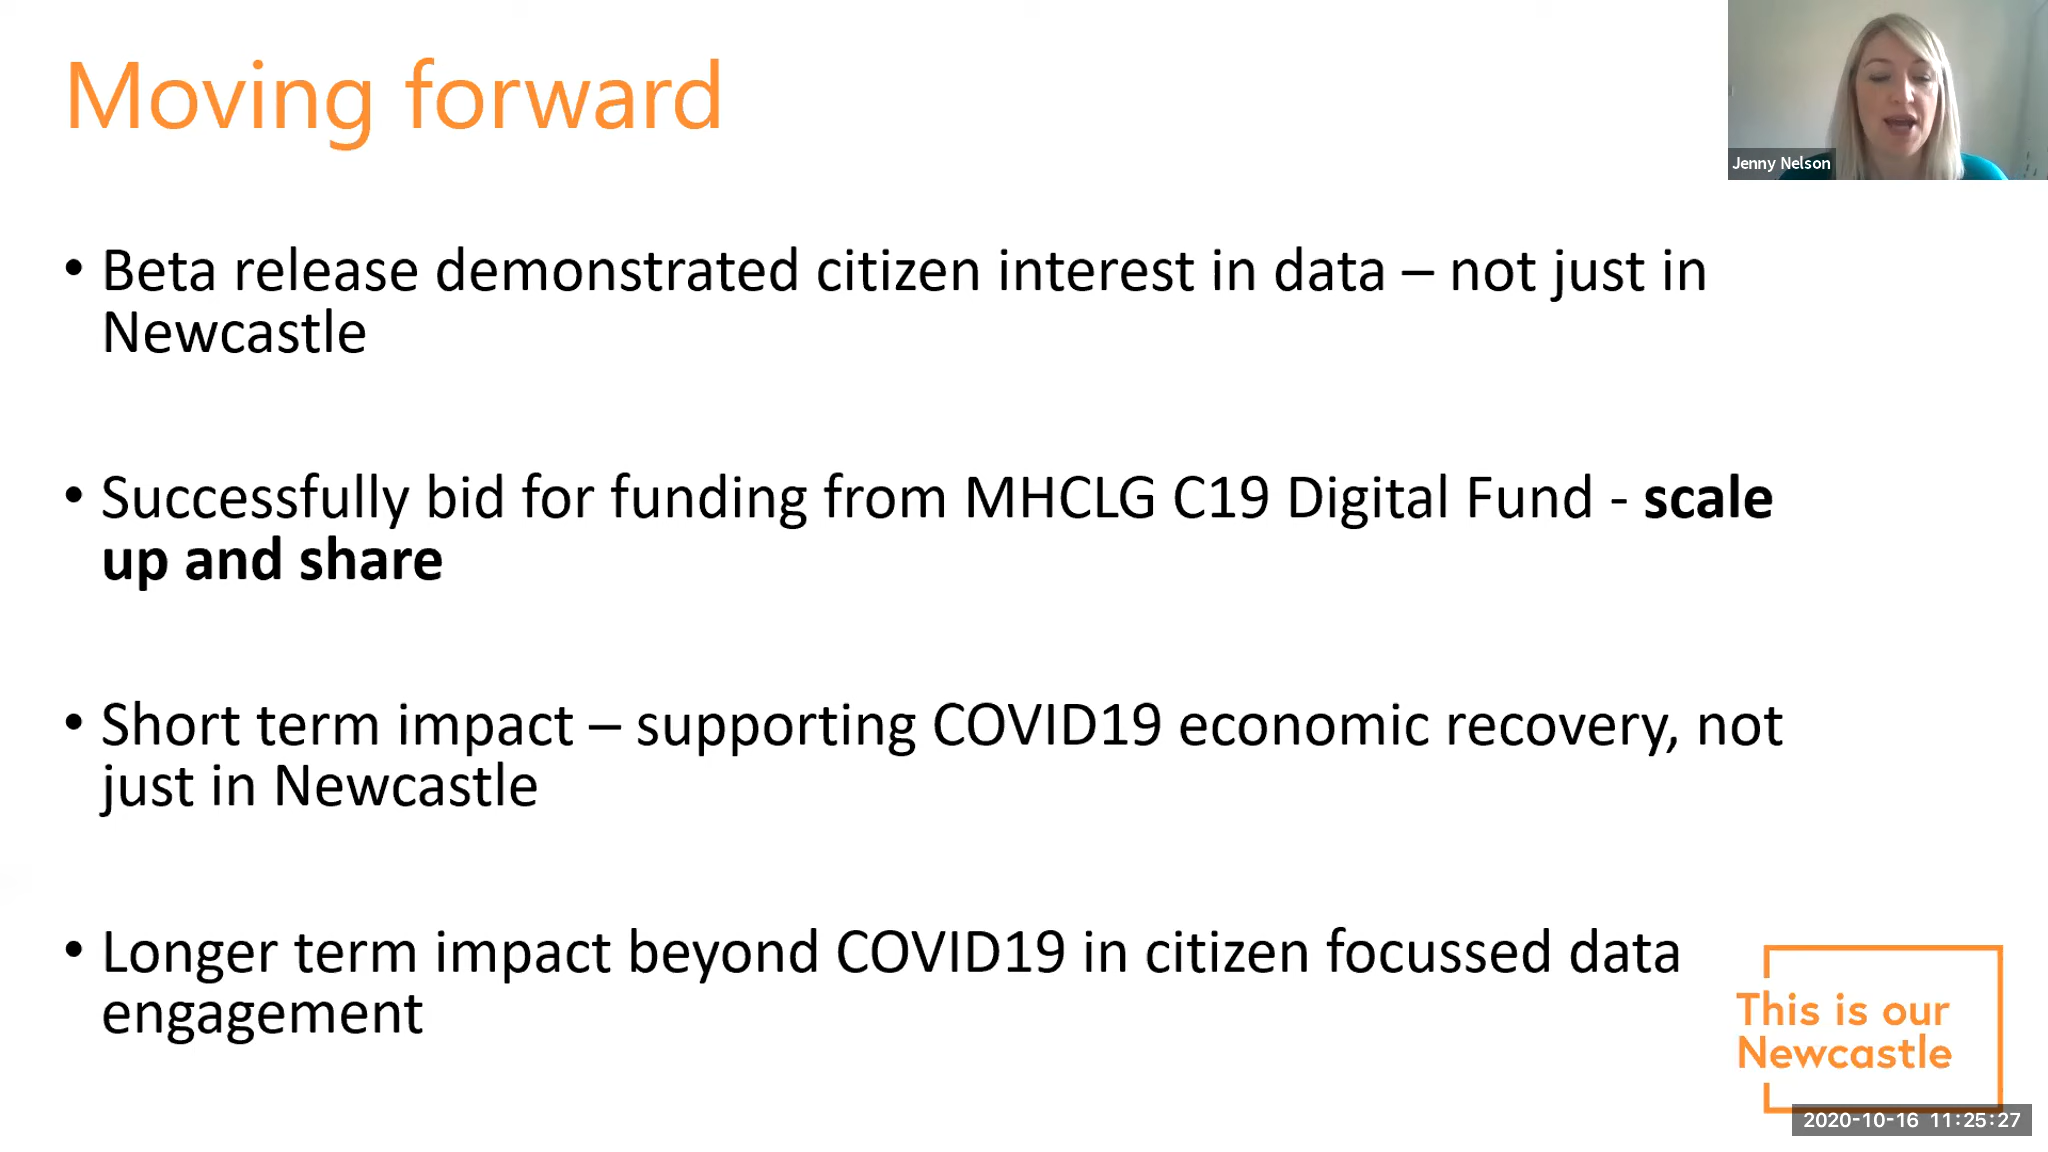 Moving forward
Jenny Nelson
• Beta release demonstrated citizen interest in data – not just in
Newcastle
• Successfully bid for funding from MHCLG C19 Digital Fund - scale
up and share
• Short term impact – supporting COVID19 economic recovery, not
just in Newcastle
• Longer term impact beyond COVID19 in citizen focussed data
engagement
This is our
Newcastle
2020-10-16 11:25:27